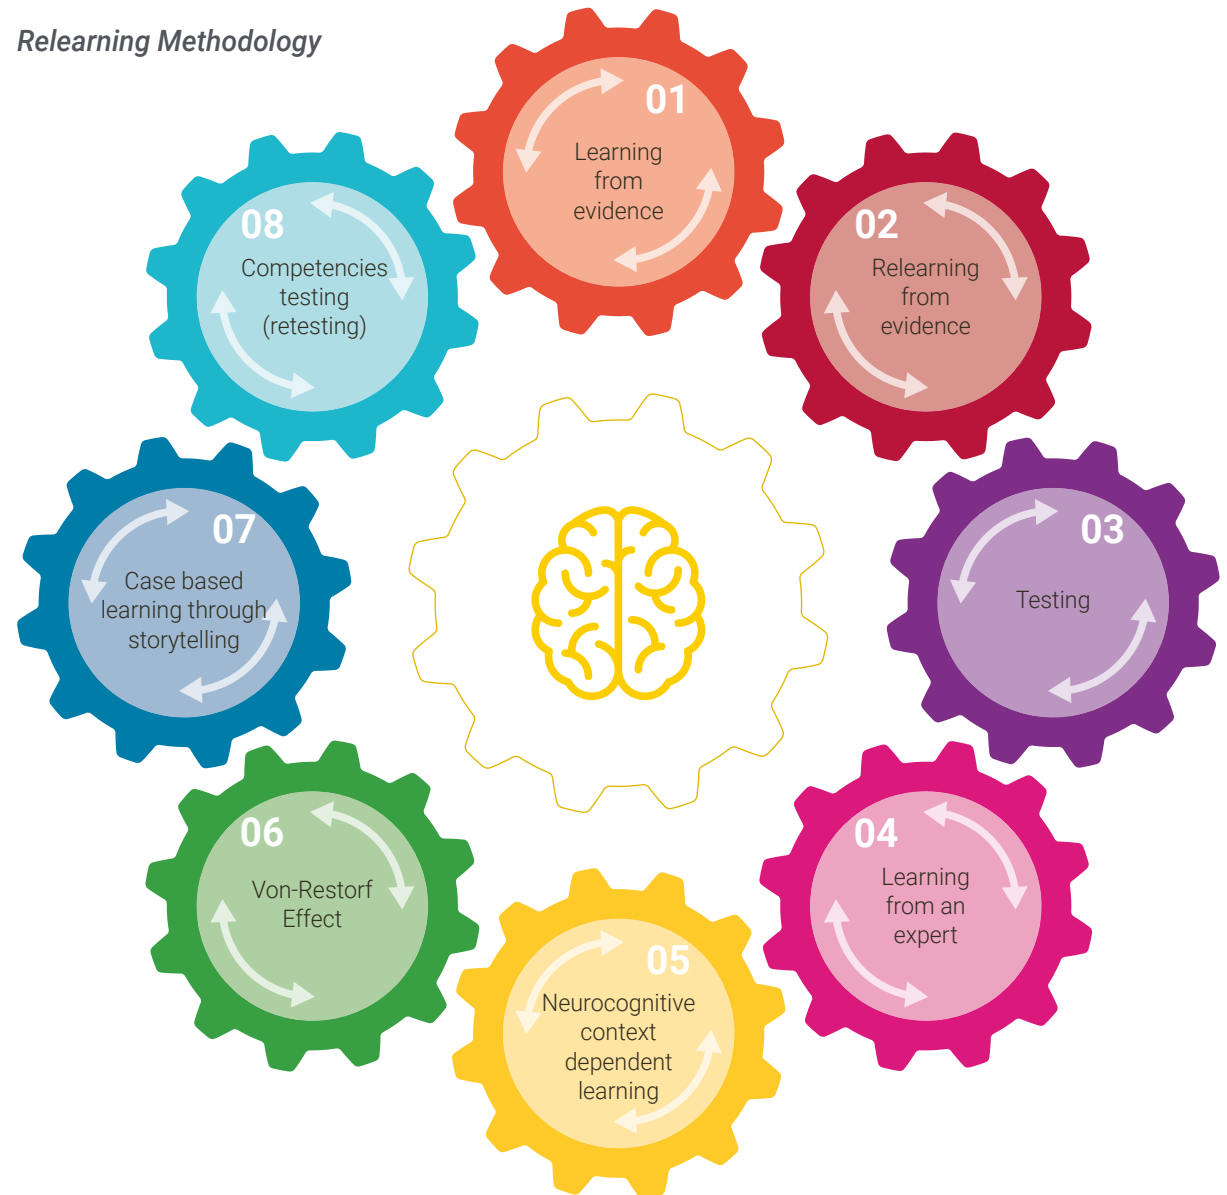 Relearning Methodology
01
Learning
from
evidence
02
Relearning
from
evidence
03
Testing
04
Learning
from an
expert
05
Neurocognitive
context
dependent
learning
06
Von-Restorf
Effect
07
Case based
learning through
storytelling
08
Competencies
testing
(retesting)